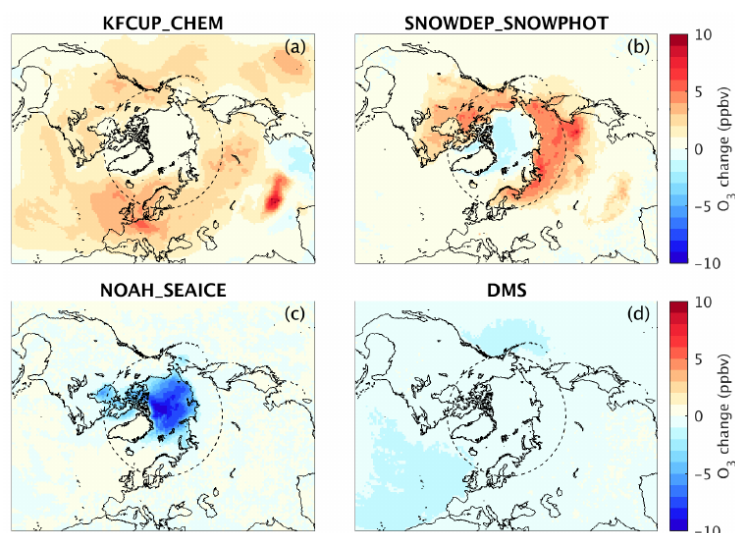 KFCUP_CHEM
(a)
SNOWDEP_SNOWPHOT
(b)
10
5
0
−5
−10
O3 change (ppbv)
NOAH_SEAICE
(c)
DMS
(d)
10
5
0
−5
−10
O3 change (ppbv)